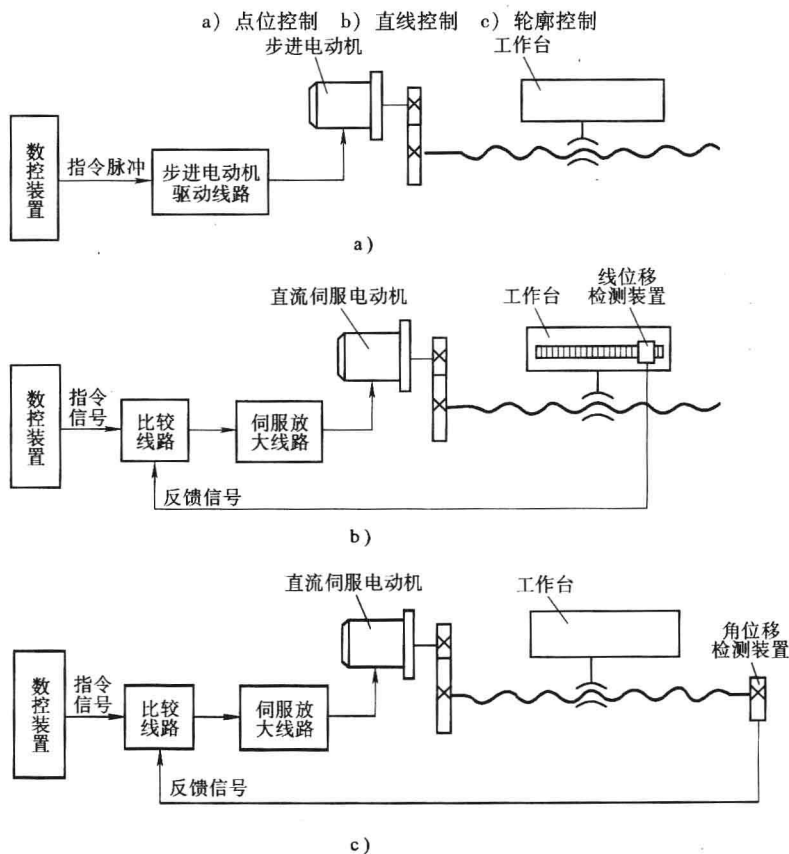 a) 点位控制 b) 直线控制 c) 轮廓控制
步进电动机
工作台
数控装置
指令脉冲
步进电动机
驱动线路
a)
直流伺服电动机
工作台
线位移
检测装置
数控装置
指令
信号
比较
线路
伺服放
大线路
反馈信号
b)
直流伺服电动机
工作台
角位移
检测装置
数控装置
指令
信号
比较
线路
伺服放
大线路
反馈信号
c)